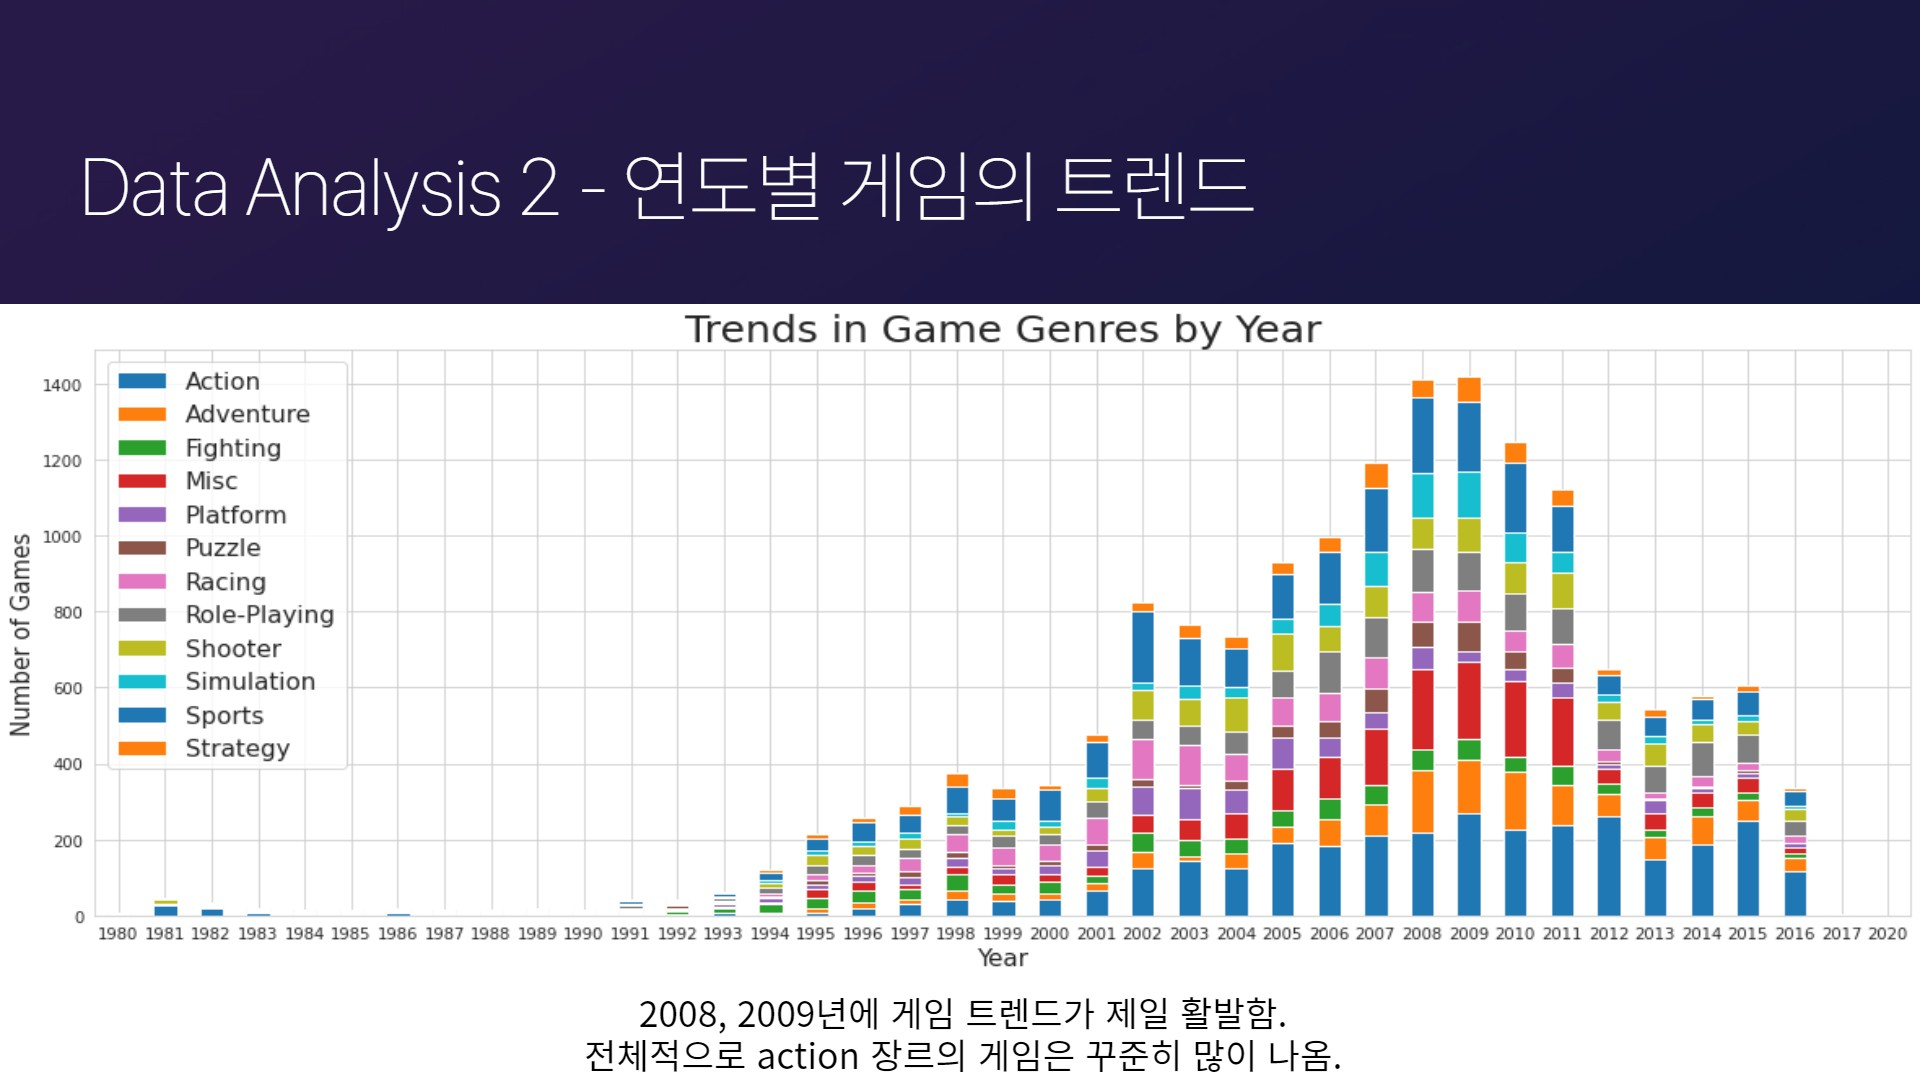 Data Analysis 2 - 연도별 게임의 트렌드
Trends in Game Genres by Year
Action
Adventure
Fighting
Misc
Platform
Puzzle
Racing
Role-Playing
Shooter
Simulation
Sports
Strategy
Number of Games
1400
1200
1000
800
600
400
200
0
1980 1981 1982 1983 1984 1985 1986 1987 1988 1989 1990 1991 1992 1993 1994 1995 1996 1997 1998 1999 2000 2001 2002 2003 2004 2005 2006 2007 2008 2009 2010 2011 2012 2013 2014 2015 2016 2017 2020
Year
2008, 2009년에 게임 트렌드가 제일 활발함.
전체적으로 action 장르의 게임은 꾸준히 많이 나옴.